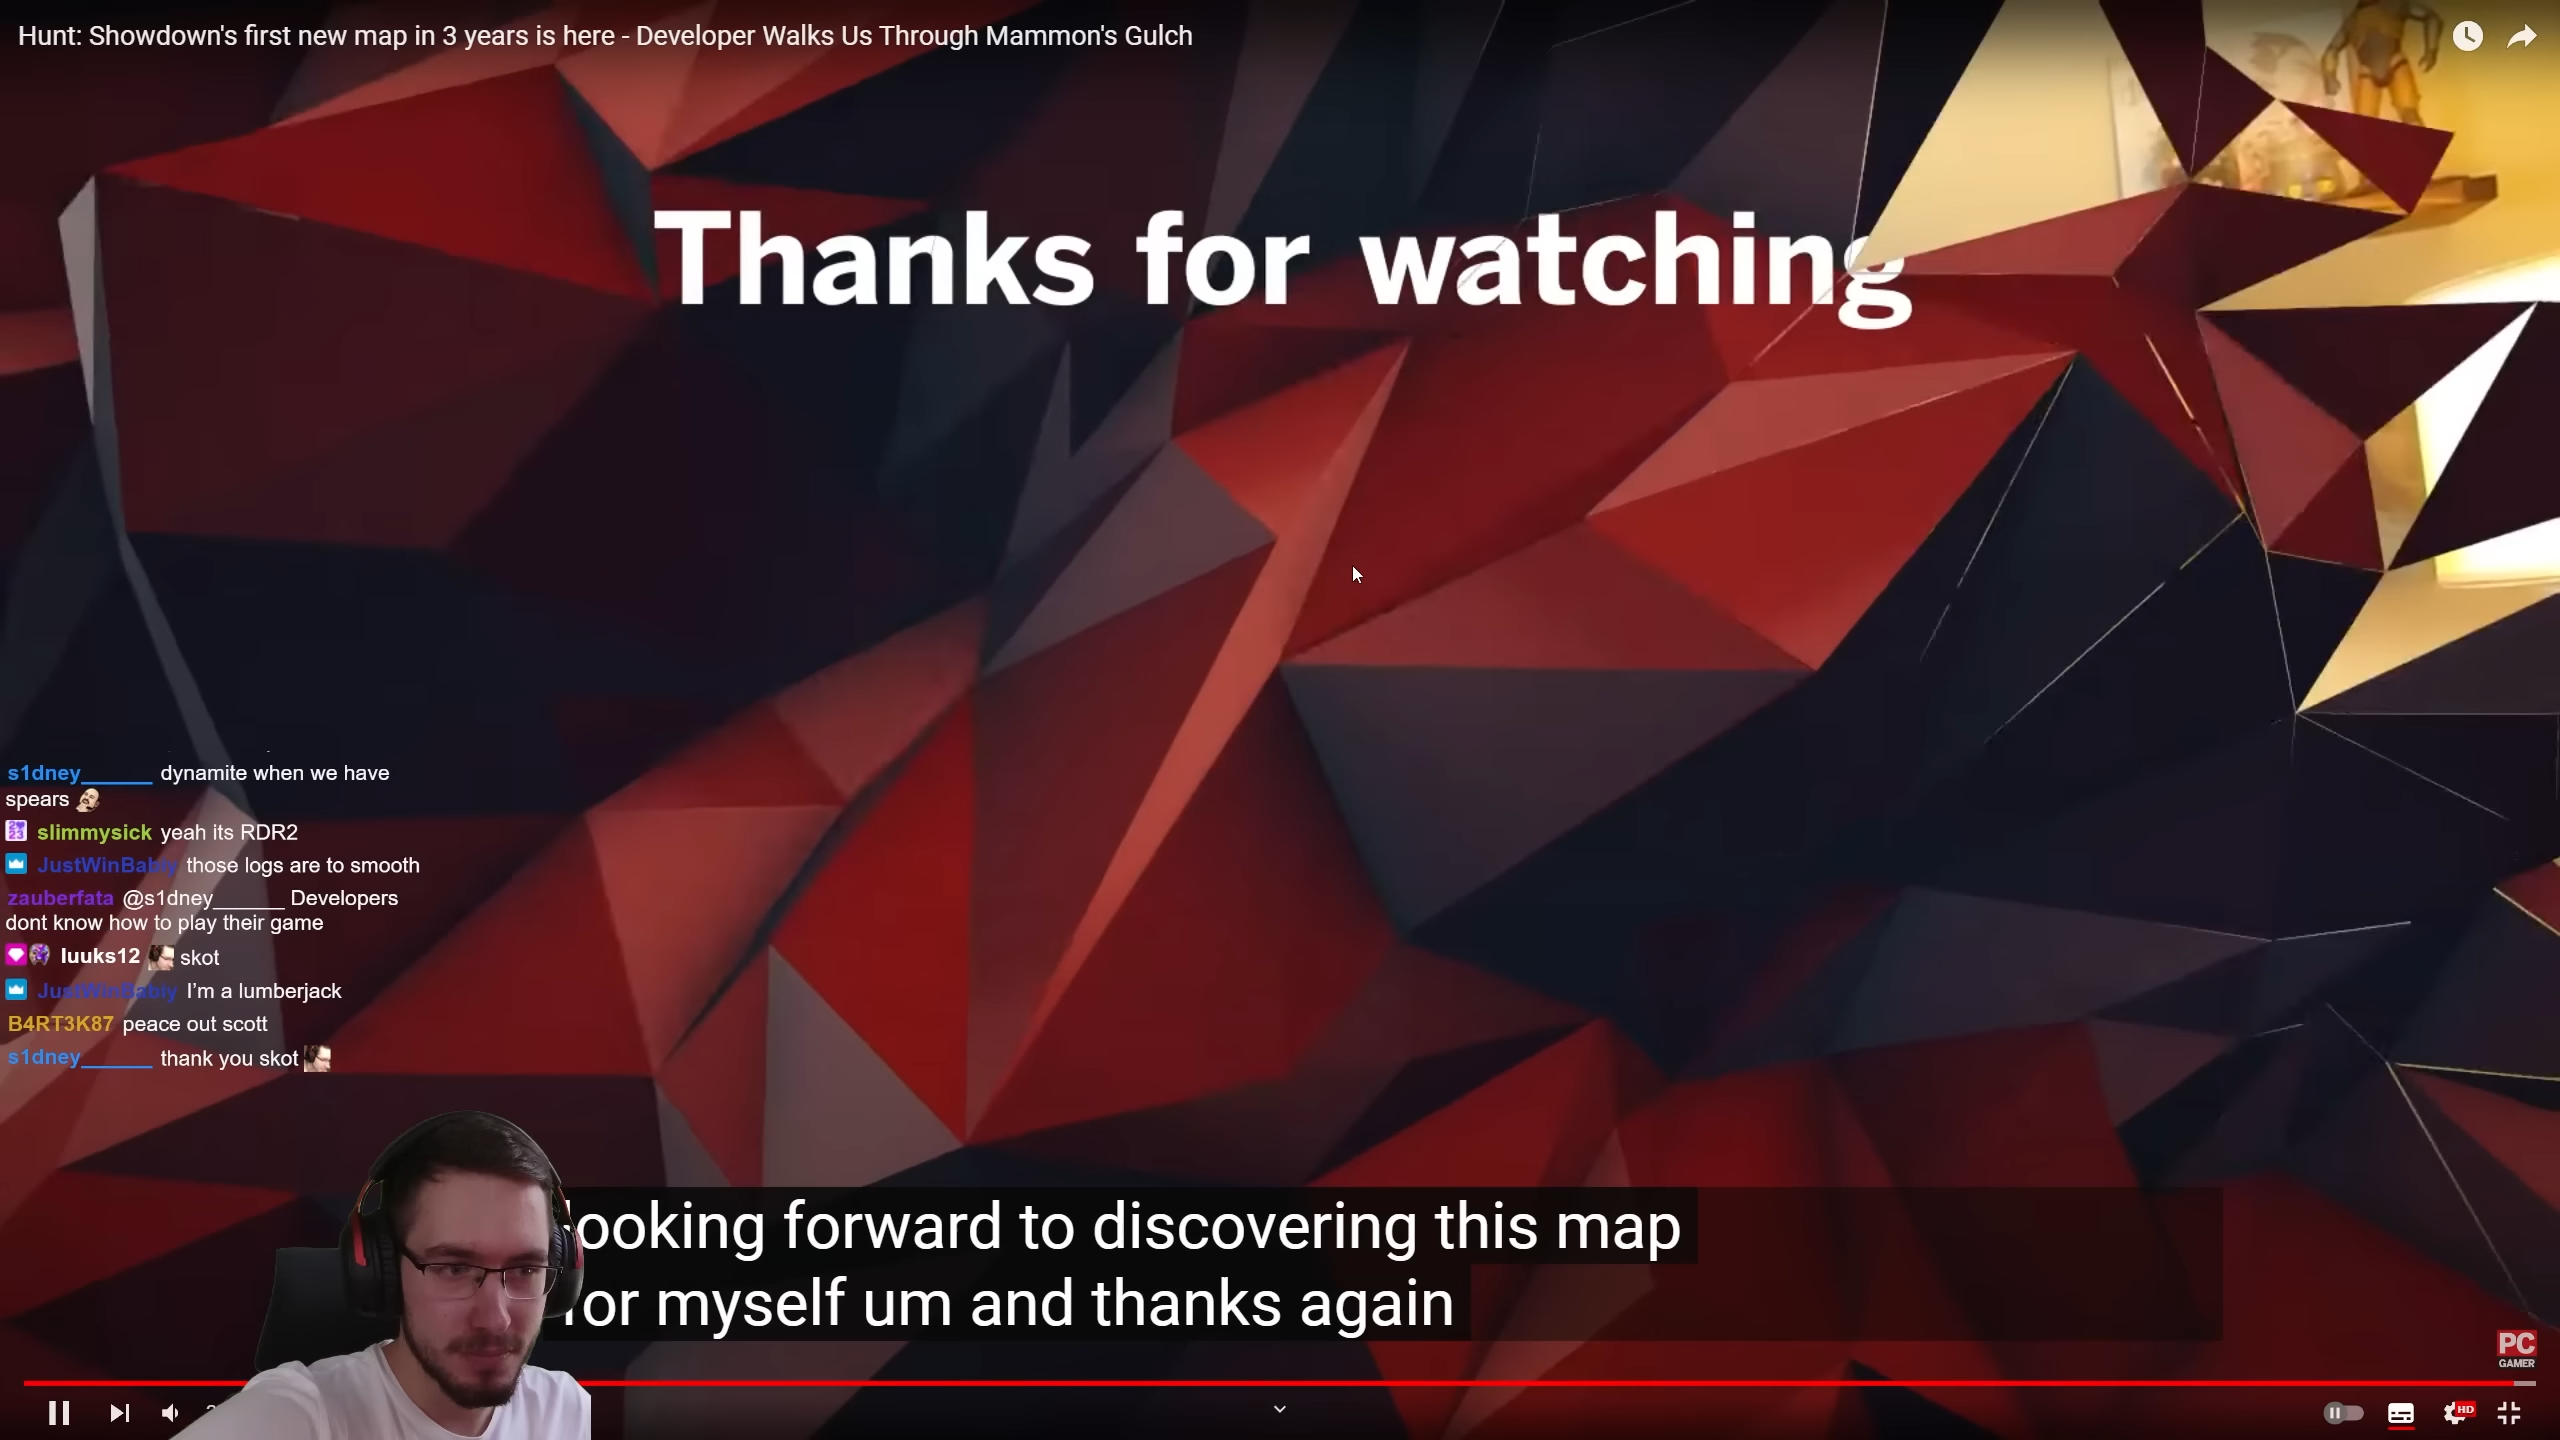 Hunt: Showdown's first new map in 3 years is here - Developer Walks Us Through Mammon's Gulch
Thanks for watching
s1dney______ dynamite when we have
spears
slimmysick yeah its RDR2
JustWinBabiy those logs are to smooth
zauberfata @s1dney______ Developers
dont know how to play their game
luuks12 skot
JustWinBabiy I'm a lumberjack
B4RT3K87 peace out scott
s1dney______ thank you skot
ooking forward to discovering this map
for myself um and thanks again
PC
GAMER
HD